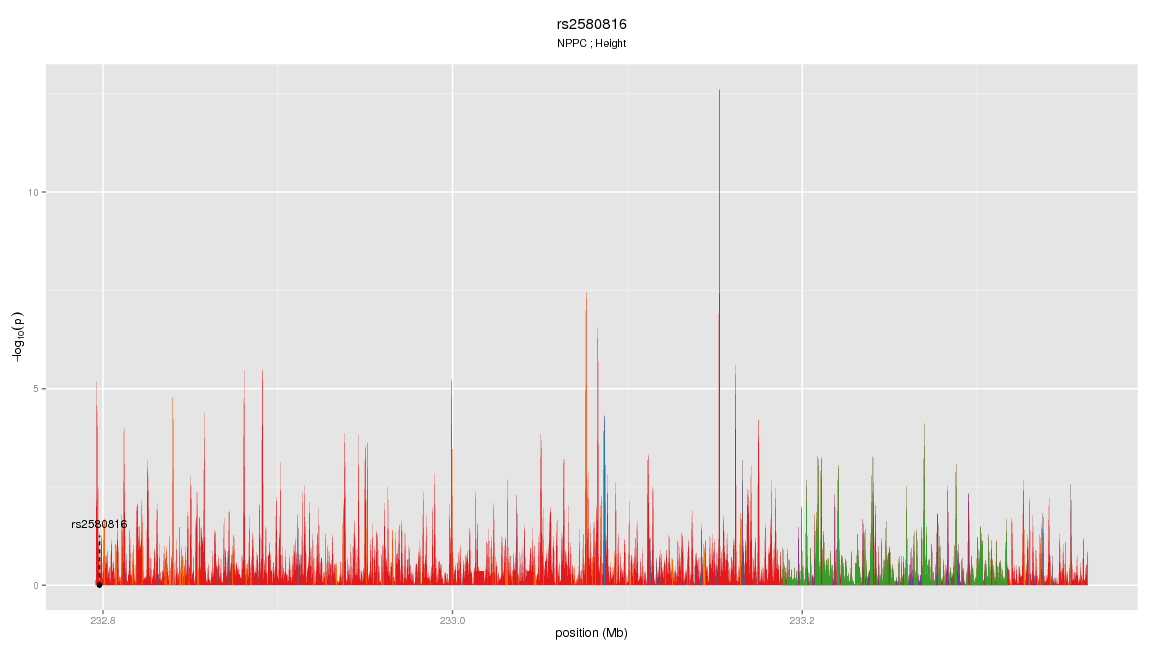 rs2580816
NPPC ; Height
10
5
0
−log10(p)
rs2580816
232.8
233.0
233.2
position (Mb)